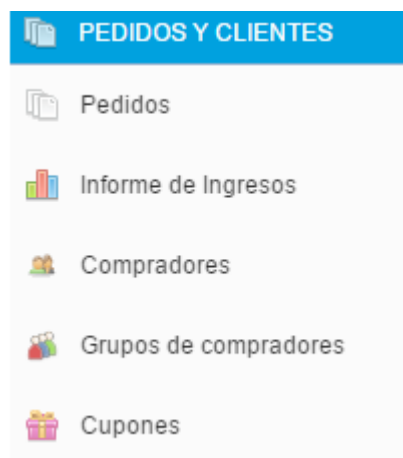 PEDIDOS Y CLIENTES
Pedidos
Informe de Ingresos
Compradores
Grupos de compradores
Cupones